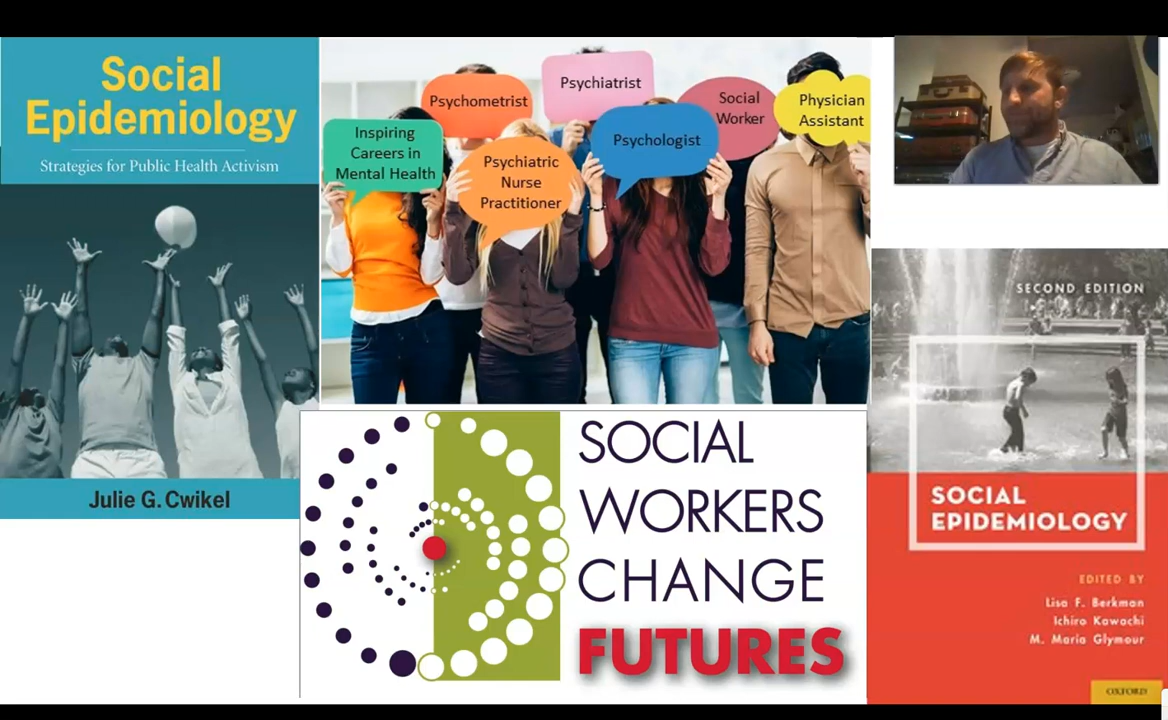 Social
Epidemiology
Strategies for Public Health Activism
Julie G. Cwikel
Inspiring
Careers in
Mental Health
Psychometrist
Psychiatric
Nurse
Practitioner
Psychiatrist
Psychologist
Social
Worker
Physician
Assistant
SOCIAL
WORKERS
CHANGE
FUTURES
SECOND EDITION
SOCIAL
EPIDEMIOLOGY
EDITED BY
Lisa F. Berkman
Ichiro Kawachi
M. Maria Glymour
OXFORD